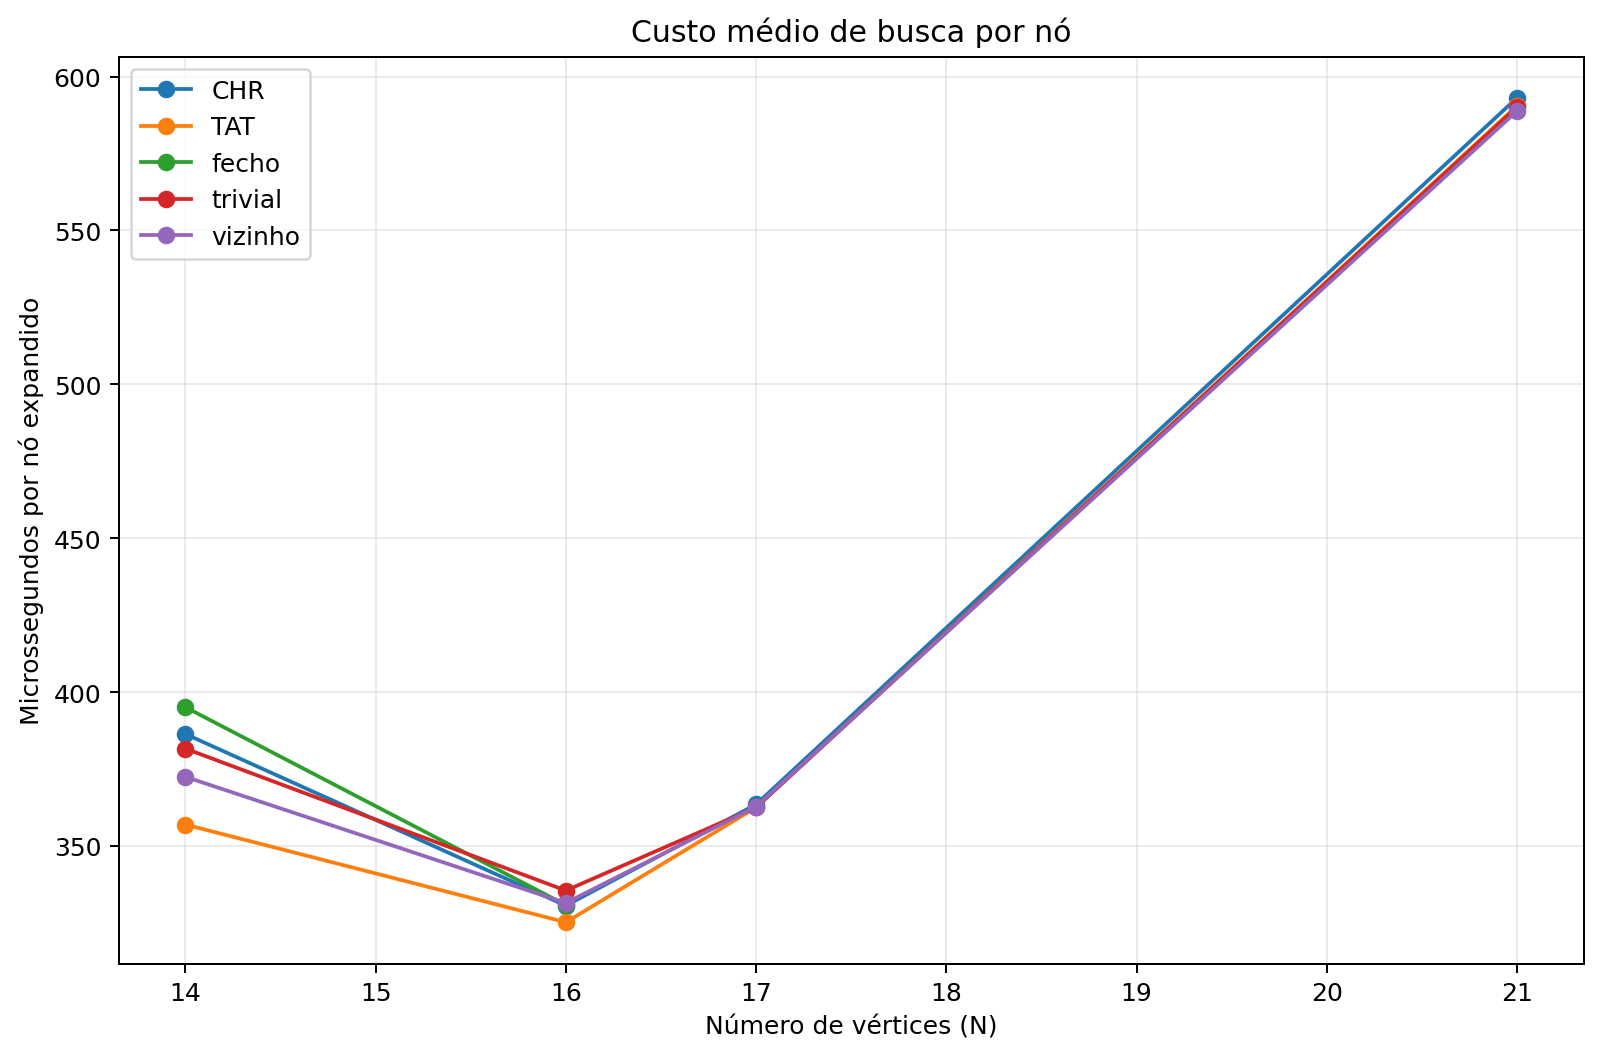 Custo médio de busca por nó
CHR
TAT
fecho
trivial
vizinho
Microssegundos por nó expandido
600
550
500
450
400
350
14 15 16 17 18 19 20 21
Número de vértices (N)